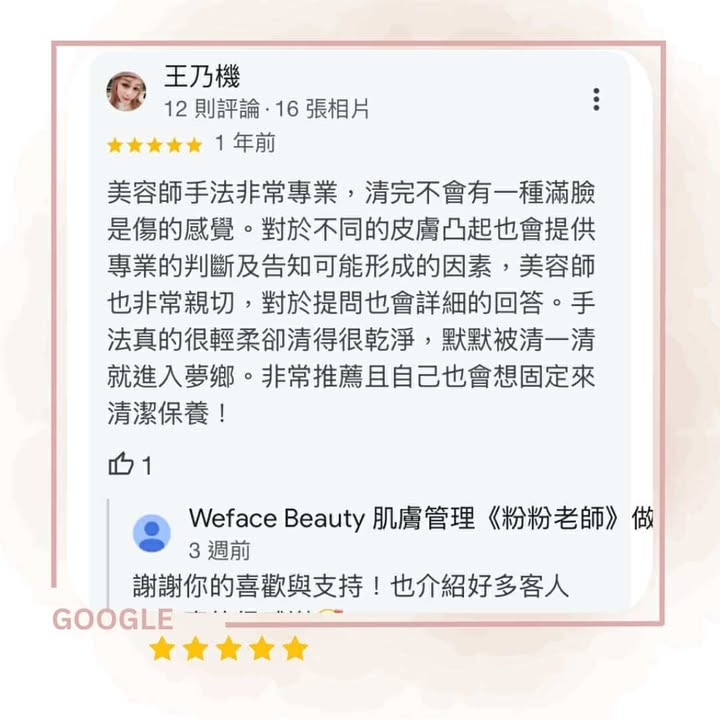 王乃機
12 則評論·16 張相片
1 年前
美容師手法非常專業，清完不會有一種滿臉
是傷的感覺。對於不同的皮膚凸起也會提供
專業的判斷及告知可能形成的因素，美容師
也非常親切，對於提問也會詳細的回答。手
法真的很輕柔卻清得很乾淨，默默被清一清
就進入夢鄉。非常推薦且自己也會想固定來
清潔保養！
1
Weface Beauty 肌膚管理《粉粉老師》做
3 週前
謝謝你的喜歡與支持！也介紹好多客人
GOOGLE